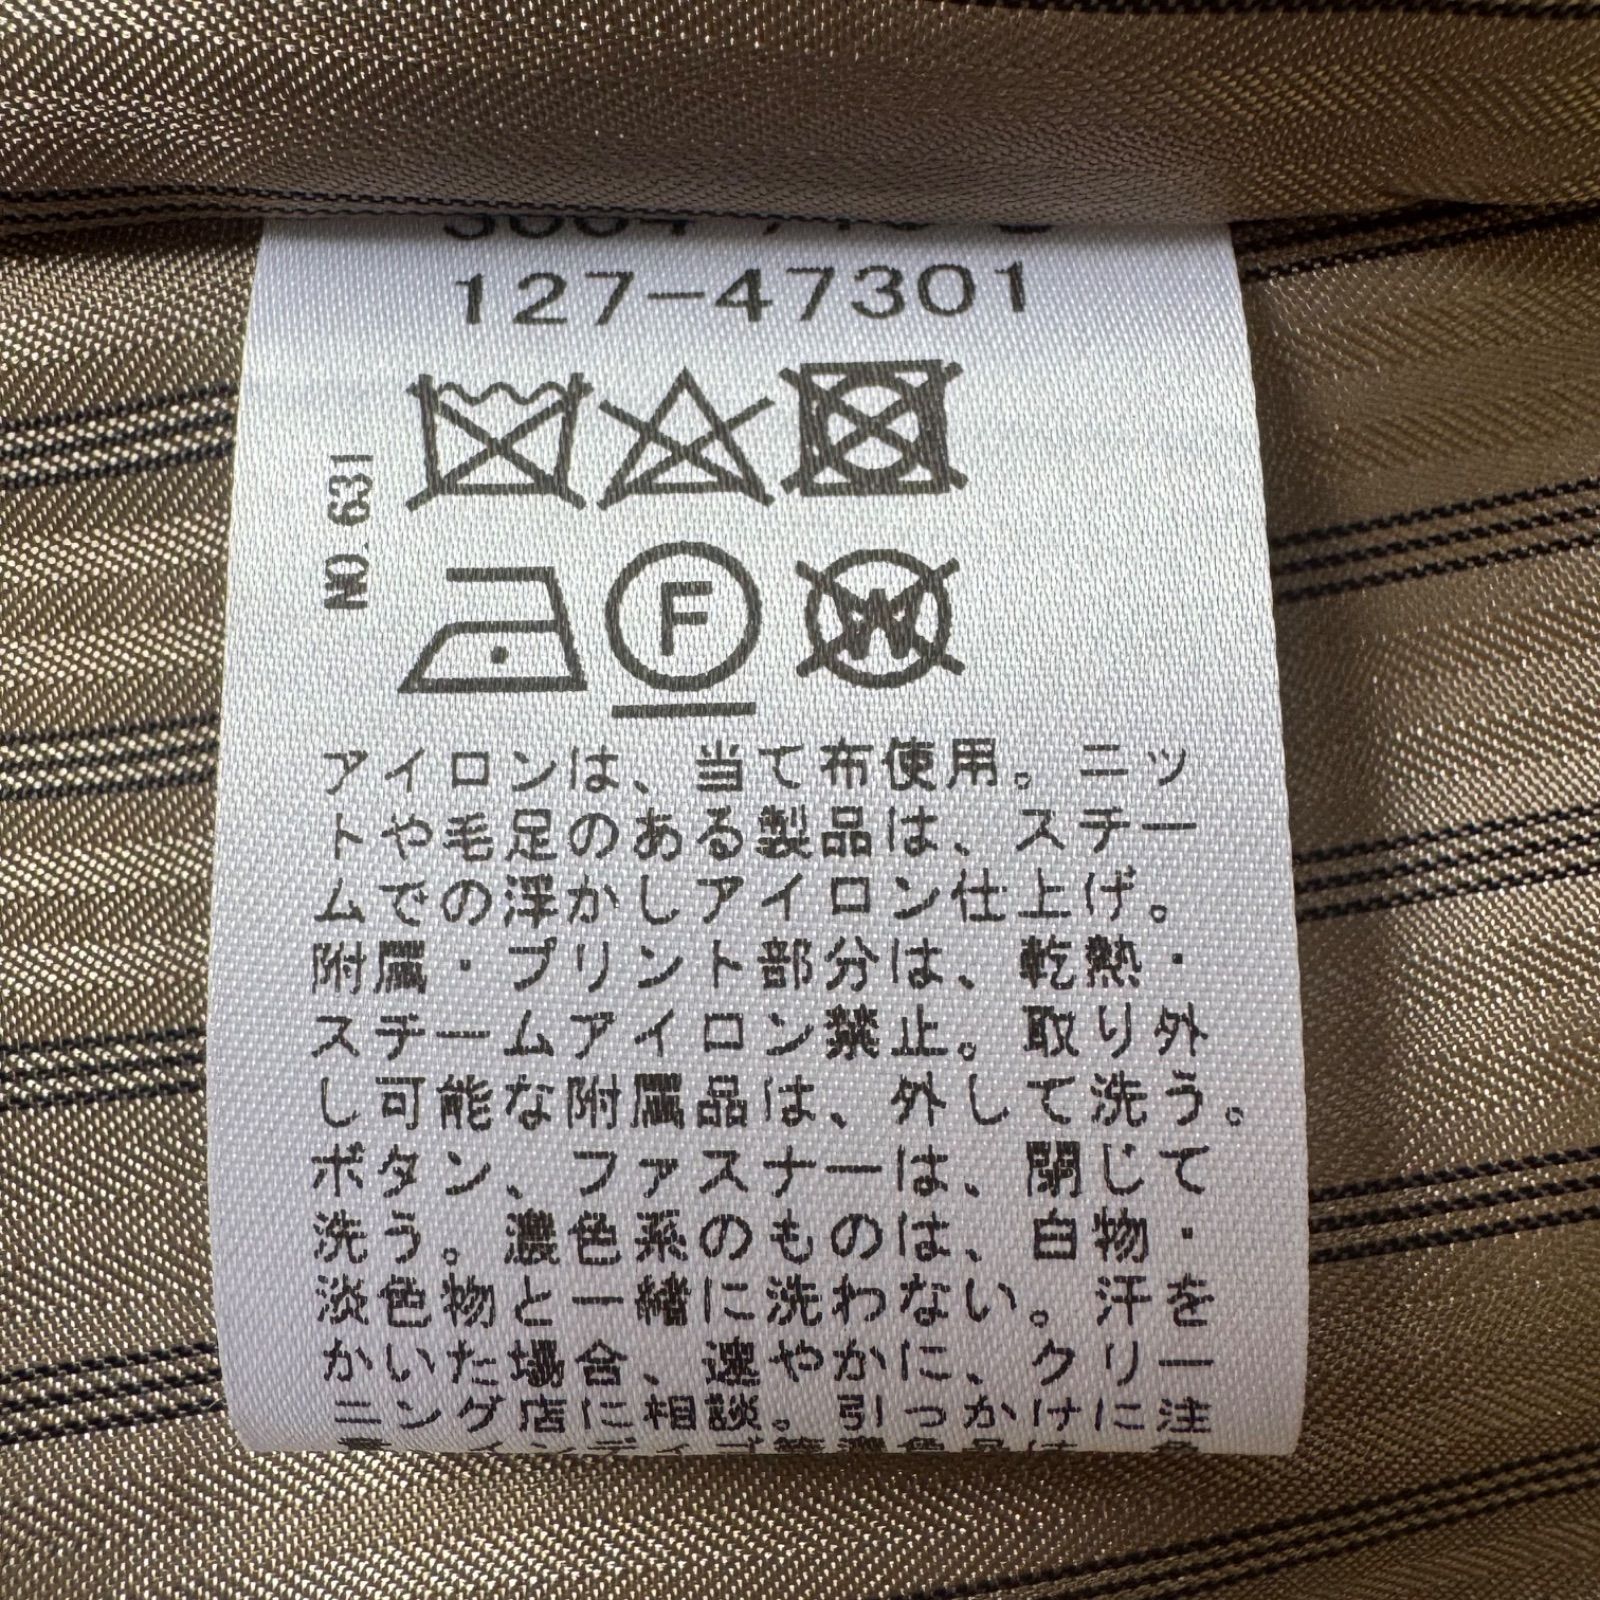 127-47301
NO.631
F
W
アイロンは、当て布使用。ニッ
トや毛足のある製品は、スチー
ムでの浮かしアイロン仕上げ。
附属・プリント部分は、乾熱・
スチームアイロン禁止。取り外
し可能な附属品は、外して洗う。
ボタン、ファスナーは、閉じて
洗う。濃色系のものは、白物・
淡色物と一緒に洗わない。汗を
かいた場合、速やかに、クリー
ニング店に相談。引っかけに注